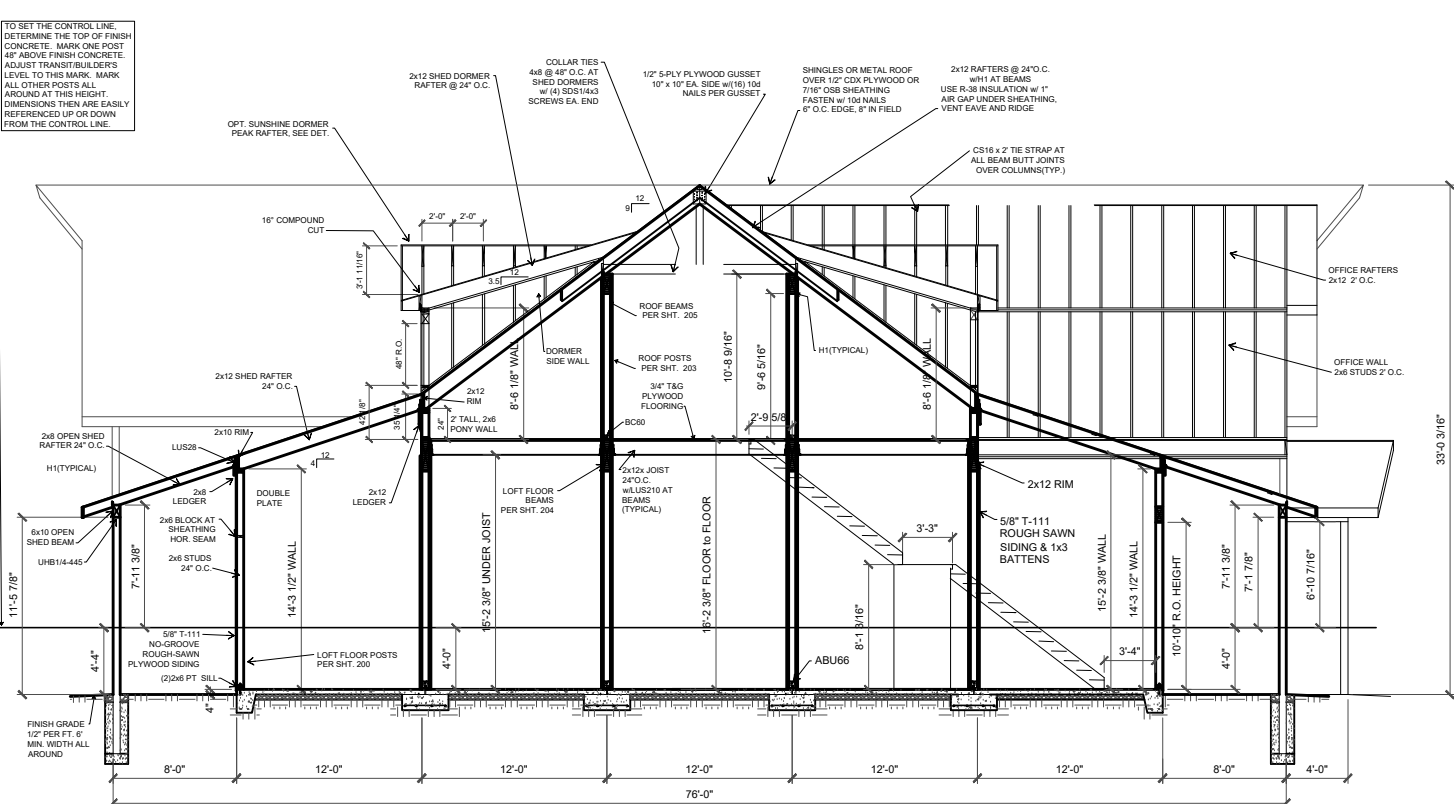 TO SET THE CONTROL LINE,
DETERMINE THE TOP OF FINISH
CONCRETE. MARK ONE POST
48" ABOVE FINISH CONCRETE.
ADJUST TRANSIT/BUILDER'S
LEVEL TO THIS MARK. MARK
ALL OTHER POSTS ALL
AROUND AT THIS HEIGHT.
DIMENSIONS THEN ARE EASILY
REFERENCED UP OR DOWN
FROM THE CONTROL LINE.
OPT. SUNSHINE DORMER
PEAK RAFTER, SEE DET.
2x12 SHED DORMER
RAFTER @ 24" O.C.
COLLAR TIES
4x8 @ 48" O.C. AT
SHED DORMERS
w/ (4) SDS1/4x3
SCREWS EA. END
1/2" 5-PLY PLYWOOD GUSSET
10" x 10" EA. SIDE w/(16) 10d
NAILS PER GUSSET
SHINGLES OR METAL ROOF
OVER 1/2" CDX PLYWOOD OR
7/16" OSB SHEATHING
FASTEN w/ 10d NAILS
6" O.C. EDGE, 8" IN FIELD
2x12 RAFTERS @ 24"O.C.
w/H1 AT BEAMS
USE R-38 INSULATION w/ 1"
AIR GAP UNDER SHEATHING,
VENT EAVE AND RIDGE
CS16 x 2' TIE STRAP AT
ALL BEAM BUTT JOINTS
OVER COLUMNS(TYP.)
16" COMPOUND
CUT
2'-0"
2'-0"
12
9
3'-1 11/16"
12
3.5
OFFICE RAFTERS
2x12 2' O.C.
ROOF BEAMS
PER SHT. 205
DORMER
SIDE WALL
ROOF POSTS
PER SHT. 203
H1(TYPICAL)
OFFICE WALL
2x6 STUDS 2' O.C.
48" R.O.
8'-6 1/8" WALL
10'-8 9/16"
9'-6 5/16"
8'-6 1/8" WALL
2x12 SHED RAFTER
24" O.C.
2x12
RIM
3/4" T&G
PLYWOOD
FLOORING
24"
2' TALL, 2x6
PONY WALL
BC60
2'-9 5/8"
33'-0 3/16"
2x8 OPEN SHED
RAFTER 24" O.C.
H1(TYPICAL)
2x10 RIM
LUS28
12
4
2x8
LEDGER
DOUBLE
PLATE
2x12
LEDGER
LOFT FLOOR
BEAMS
PER SHT. 204
2x12x JOIST
24"O.C.
w/LUS210 AT
BEAMS
(TYPICAL)
2x12 RIM
6x10 OPEN
SHED BEAM
UHB1/4-445
2x6 BLOCK AT
SHEATHING
HOR. SEAM
2x6 STUDS
24" O.C.
5/8" T-111
ROUGH SAWN
SIDING & 1x3
BATTENS
3'-3"
11'-5 7/8"
7'-11 3/8"
14'-3 1/2" WALL
15'-2 3/8" UNDER JOIST
16'-2 3/8" FLOOR to FLOOR
8'-1 3/16"
15'-2 3/8" WALL
14'-3 1/2" WALL
10'-10" R.O. HEIGHT
7'-11 3/8"
7'-1 7/8"
6'-10 7/16"
5/8" T-111
NO-GROOVE
ROUGH-SAWN
PLYWOOD SIDING
(2)2x6 PT SILL
LOFT FLOOR POSTS
PER SHT. 200
4'-4"
4"
4'-0"
ABU66
3'-4"
4'-0"
FINISH GRADE
1/2" PER FT. 6'
MIN. WIDTH ALL
AROUND
8'-0"
12'-0"
12'-0"
12'-0"
12'-0"
12'-0"
8'-0"
4'-0"
76'-0"